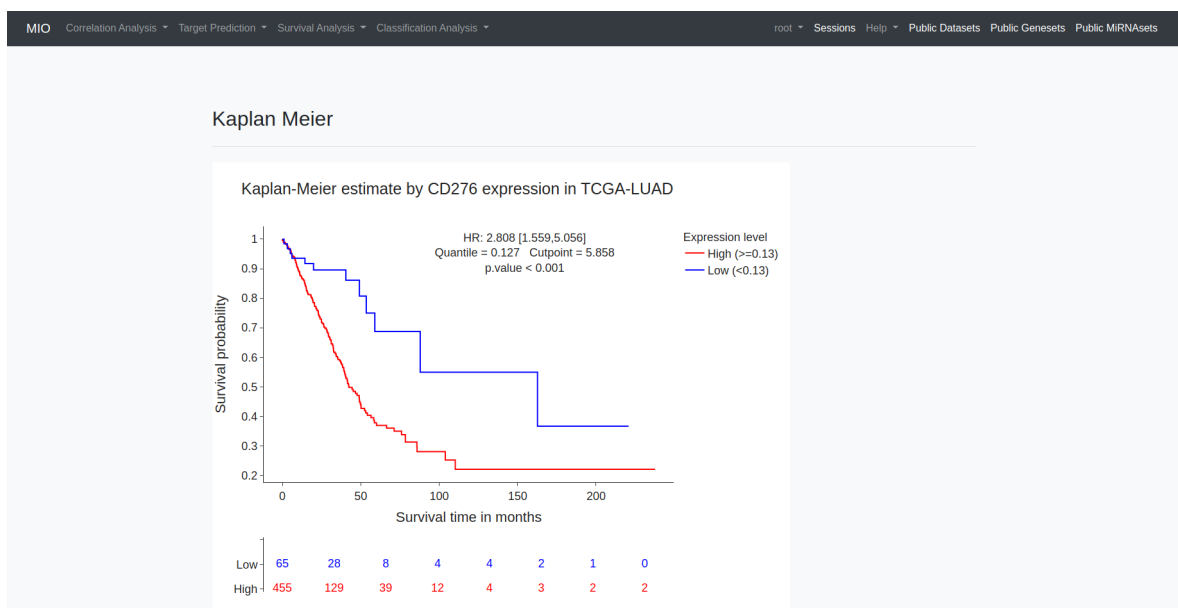 MIO Correlation Analysis Target Prediction Survival Analysis Classification Analysis root Sessions Help Public Datasets Public Genesets Public MiRNAsets
Kaplan Meier
Kaplan-Meier estimate by CD276 expression in TCGA-LUAD
HR: 2.808 [1.559,5.056]
Quantile = 0.127 Cutpoint = 5.858
p.value < 0.001
Expression level
High (>=0.13)
Low (<0.13)
Survival probability
1
0.9
0.8
0.7
0.6
0.5
0.4
0.3
0.2
0 50 100 150 200
Survival time in months
Low 65 28 8 4 4 2 1 0
High 455 129 39 12 4 3 2 2